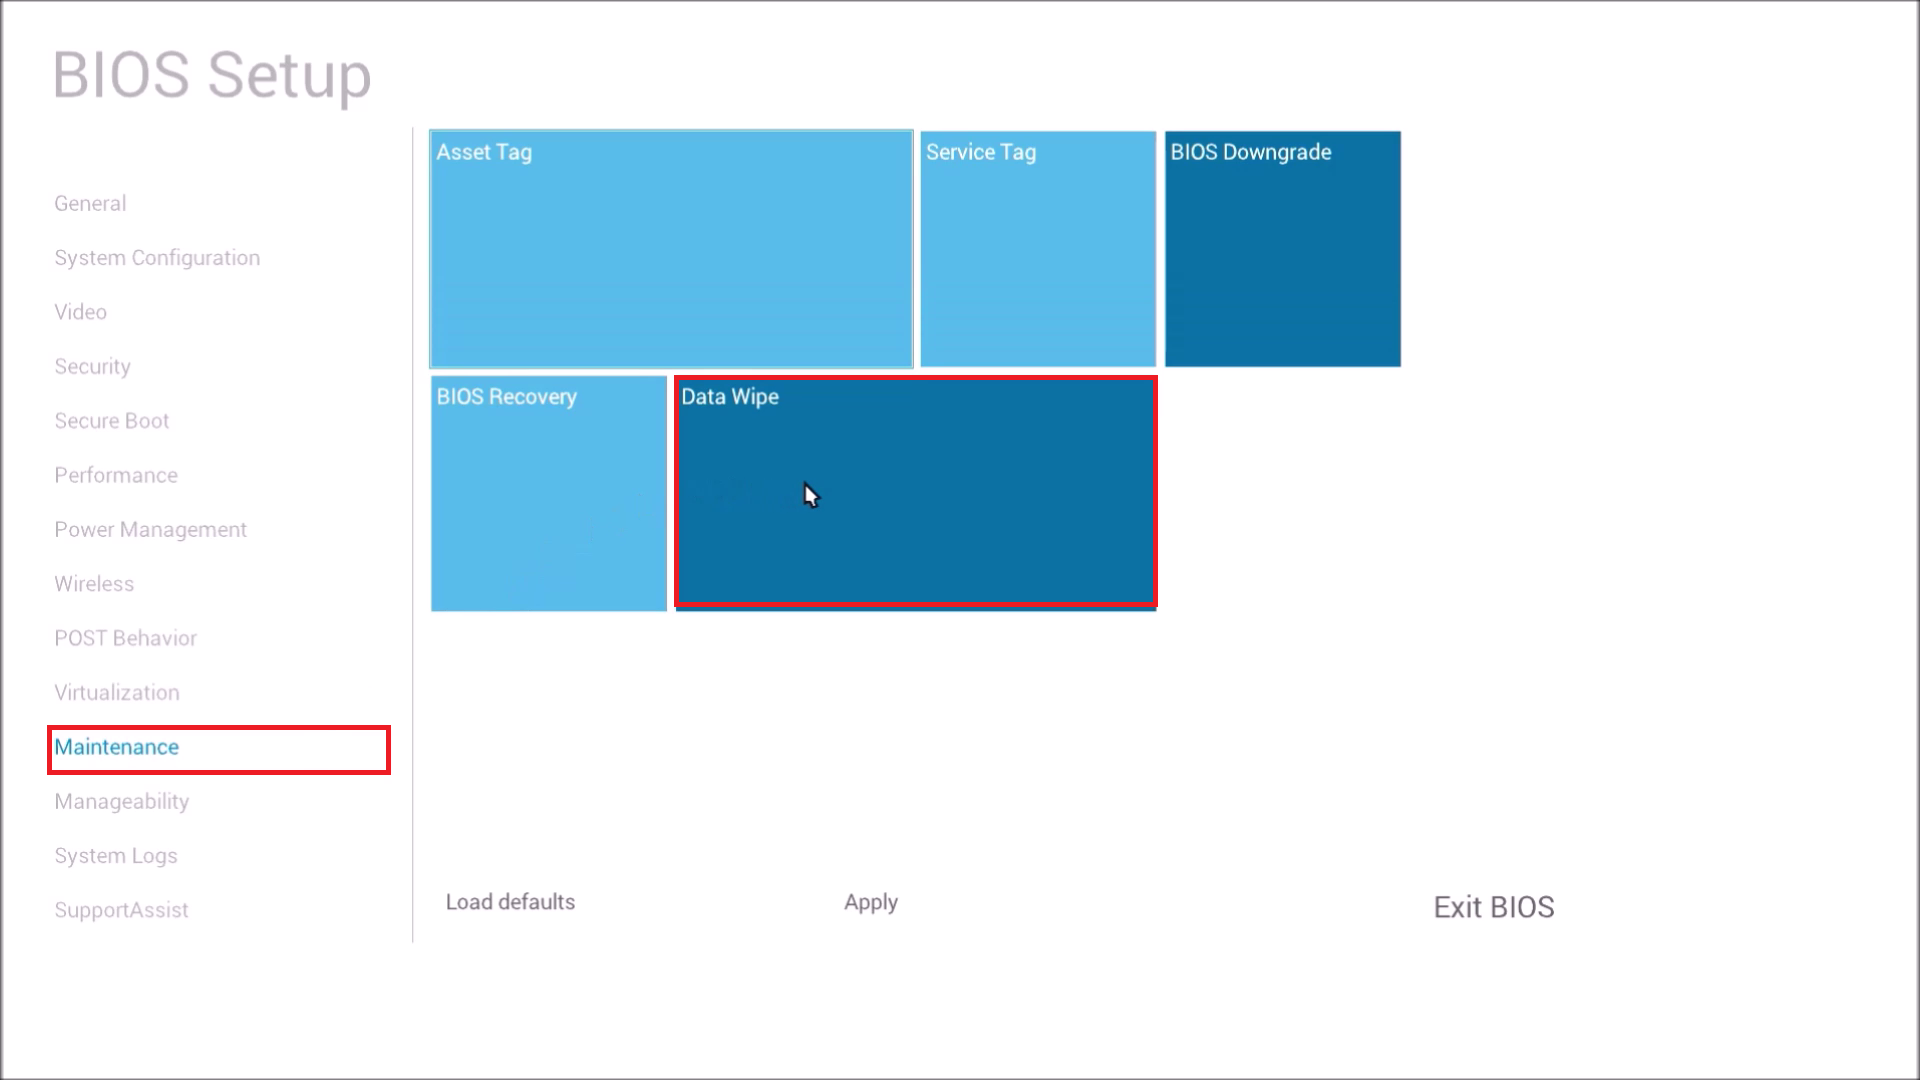 BIOS Setup
General
System Configuration
Video
Security
Secure Boot
Performance
Power Management
Wireless
POST Behavior
Virtualization
Maintenance
Manageability
System Logs
SupportAssist
Asset Tag
Service Tag
BIOS Downgrade
BIOS Recovery
Data Wipe
Load defaults
Apply
Exit BIOS